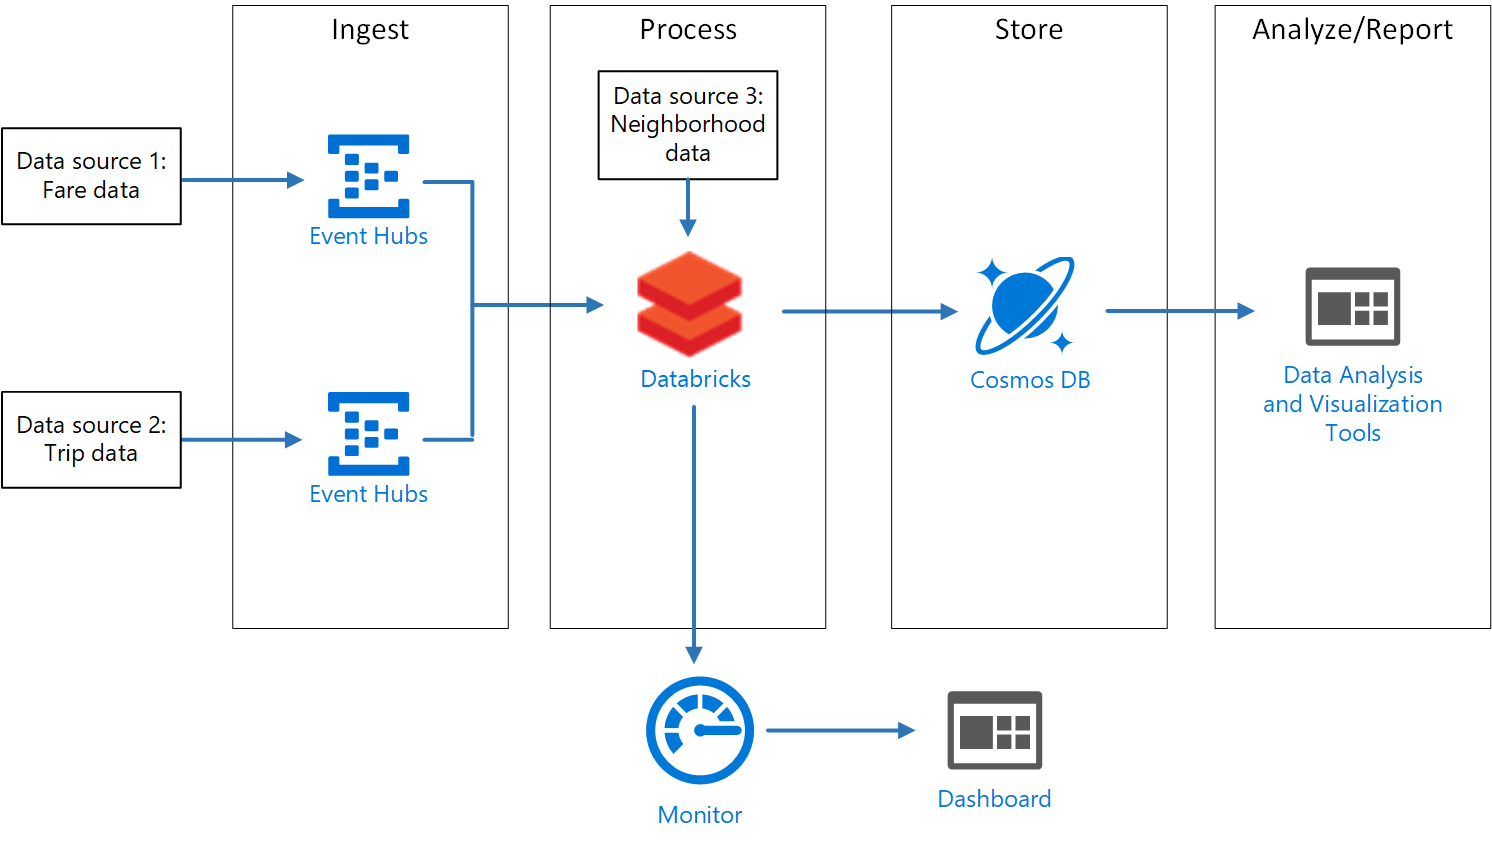 Ingest
Process
Store
Analyze/Report
Data source 1:
Fare data
Event Hubs
Data source 2:
Trip data
Event Hubs
Data source 3:
Neighborhood
data
Databricks
Cosmos DB
Data Analysis
and Visualization
Tools
Monitor
Dashboard